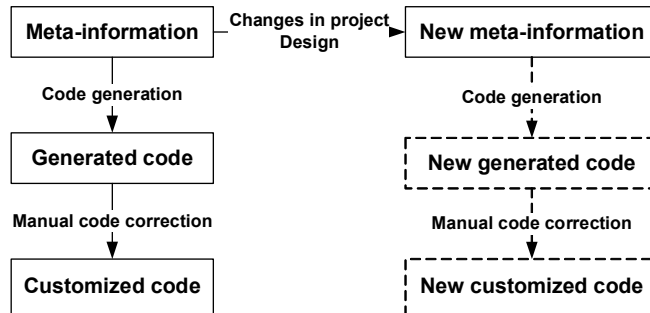 Meta-information
Changes in project
Design
New meta-information
Code generation
Code generation
Generated code
New generated code
Manual code correction
Manual code correction
Customized code
New customized code